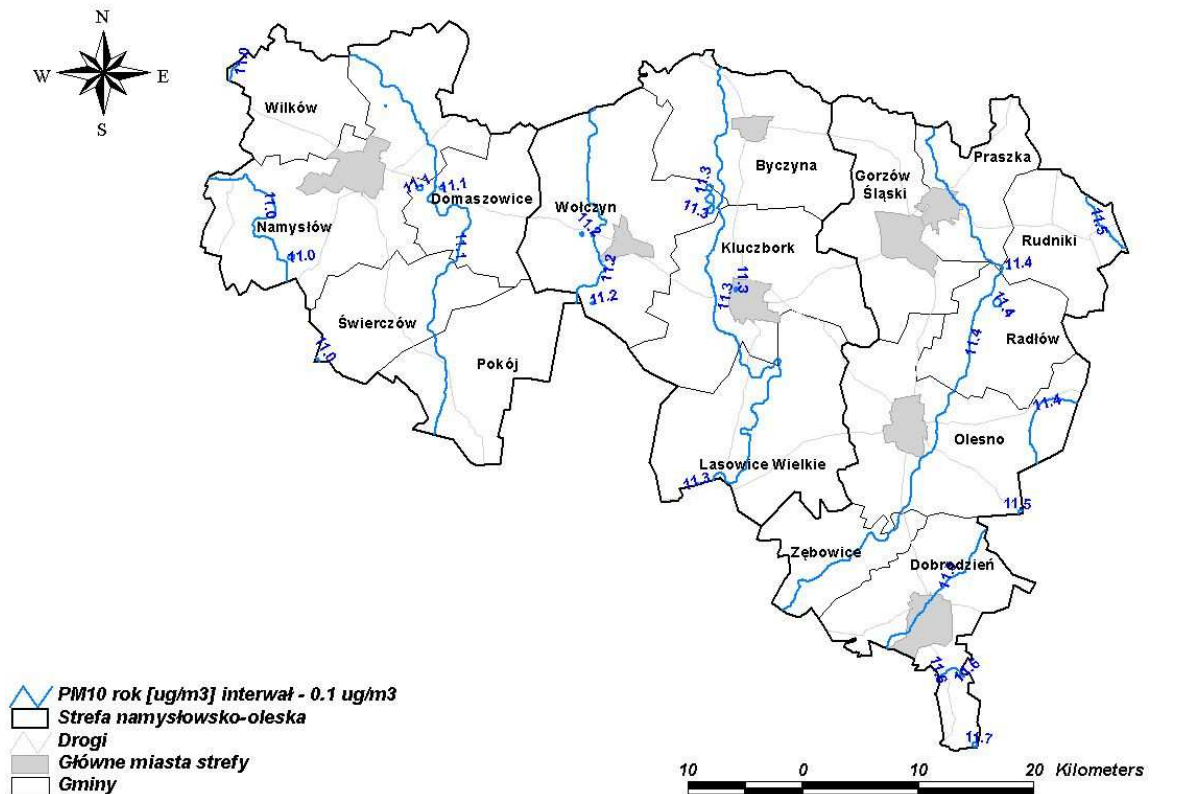 N
W E
S
11.0
Wilków
Praszka
Byczyna
Gorzów
Śląski
11.3
11.1 11.1
Domaszowice
11.0
Wołczyn
11.3
11.5
Namysłów
11.2
Kluczbork
Rudniki
11.1
11.0
11.2
11.3
11.4
11.2
11.3
11.4
Świerczów
11.4
Radłów
11.0
Pokój
11.4
Olesno
Lasowice Wielkie
11.3
11.5
Zębowice
Dobrodzień
11.6 11.6
11.7
PM10 rok [ug/m3] interwał - 0.1 ug/m3
Strefa namysłowsko-oleska
Drogi
Główne miasta strefy
Gminy
10 0 10 20 Kilometers